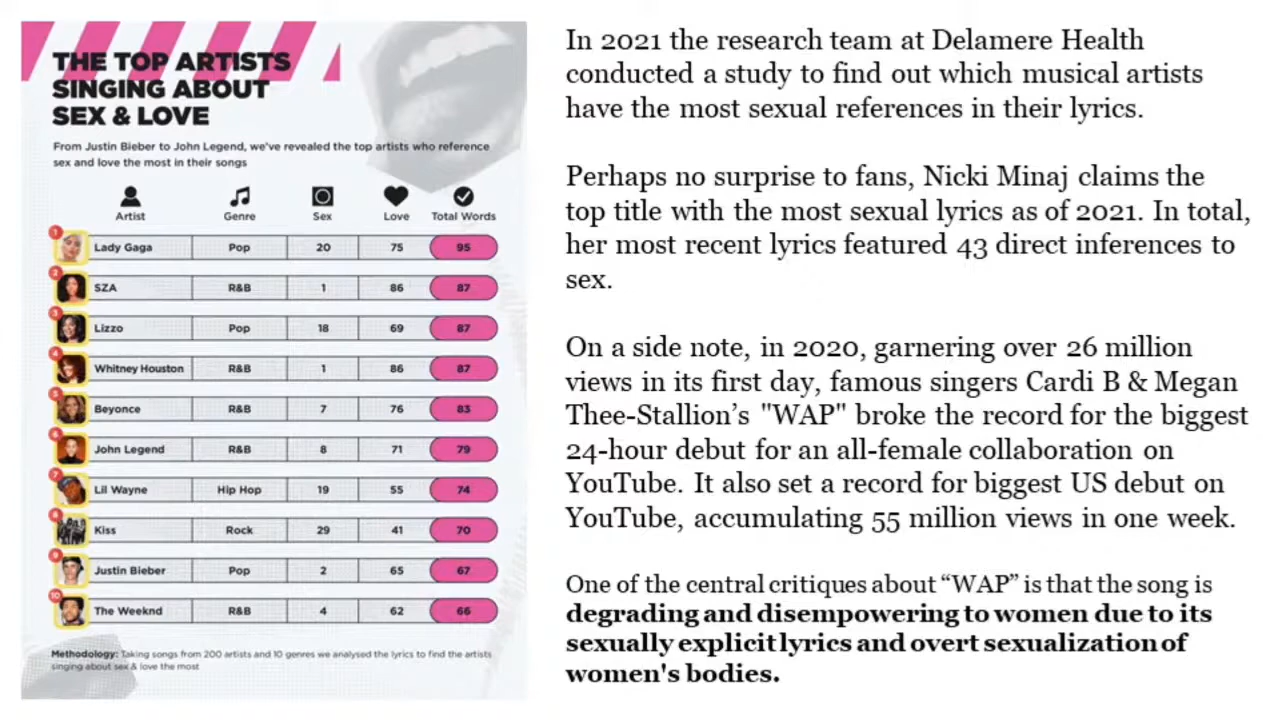 THE TOP ARTISTS
SINGING ABOUT
SEX & LOVE
From Justin Bieber to John Legend, we've revealed the top artists who reference
sex and love the most in their songs
Artist Genre Sex Love Total Words
1 Lady Gaga Pop 20 75 95
2 SZA R&B 1 86 87
3 Lizzo Pop 18 69 87
4 Whitney Houston R&B 1 86 87
5 Beyonce R&B 7 76 83
6 John Legend R&B 8 71 79
7 Lil Wayne Hip Hop 19 55 74
8 Kiss Rock 29 41 70
9 Justin Bieber Pop 2 65 67
10 The Weeknd R&B 4 62 66
Methodology: Taking songs from 200 artists and 10 genres we analysed the lyrics to find the artists
singing about sex & love the most
In 2021 the research team at Delamere Health
conducted a study to find out which musical artists
have the most sexual references in their lyrics.
Perhaps no surprise to fans, Nicki Minaj claims the
top title with the most sexual lyrics as of 2021. In total,
her most recent lyrics featured 43 direct inferences to
sex.
On a side note, in 2020, garnering over 26 million
views in its first day, famous singers Cardi B & Megan
Thee-Stallion's "WAP" broke the record for the biggest
24-hour debut for an all-female collaboration on
YouTube. It also set a record for biggest US debut on
YouTube, accumulating 55 million views in one week.
One of the central critiques about “WAP” is that the song is
degrading and disempowering to women due to its
sexually explicit lyrics and overt sexualization of
women's bodies.